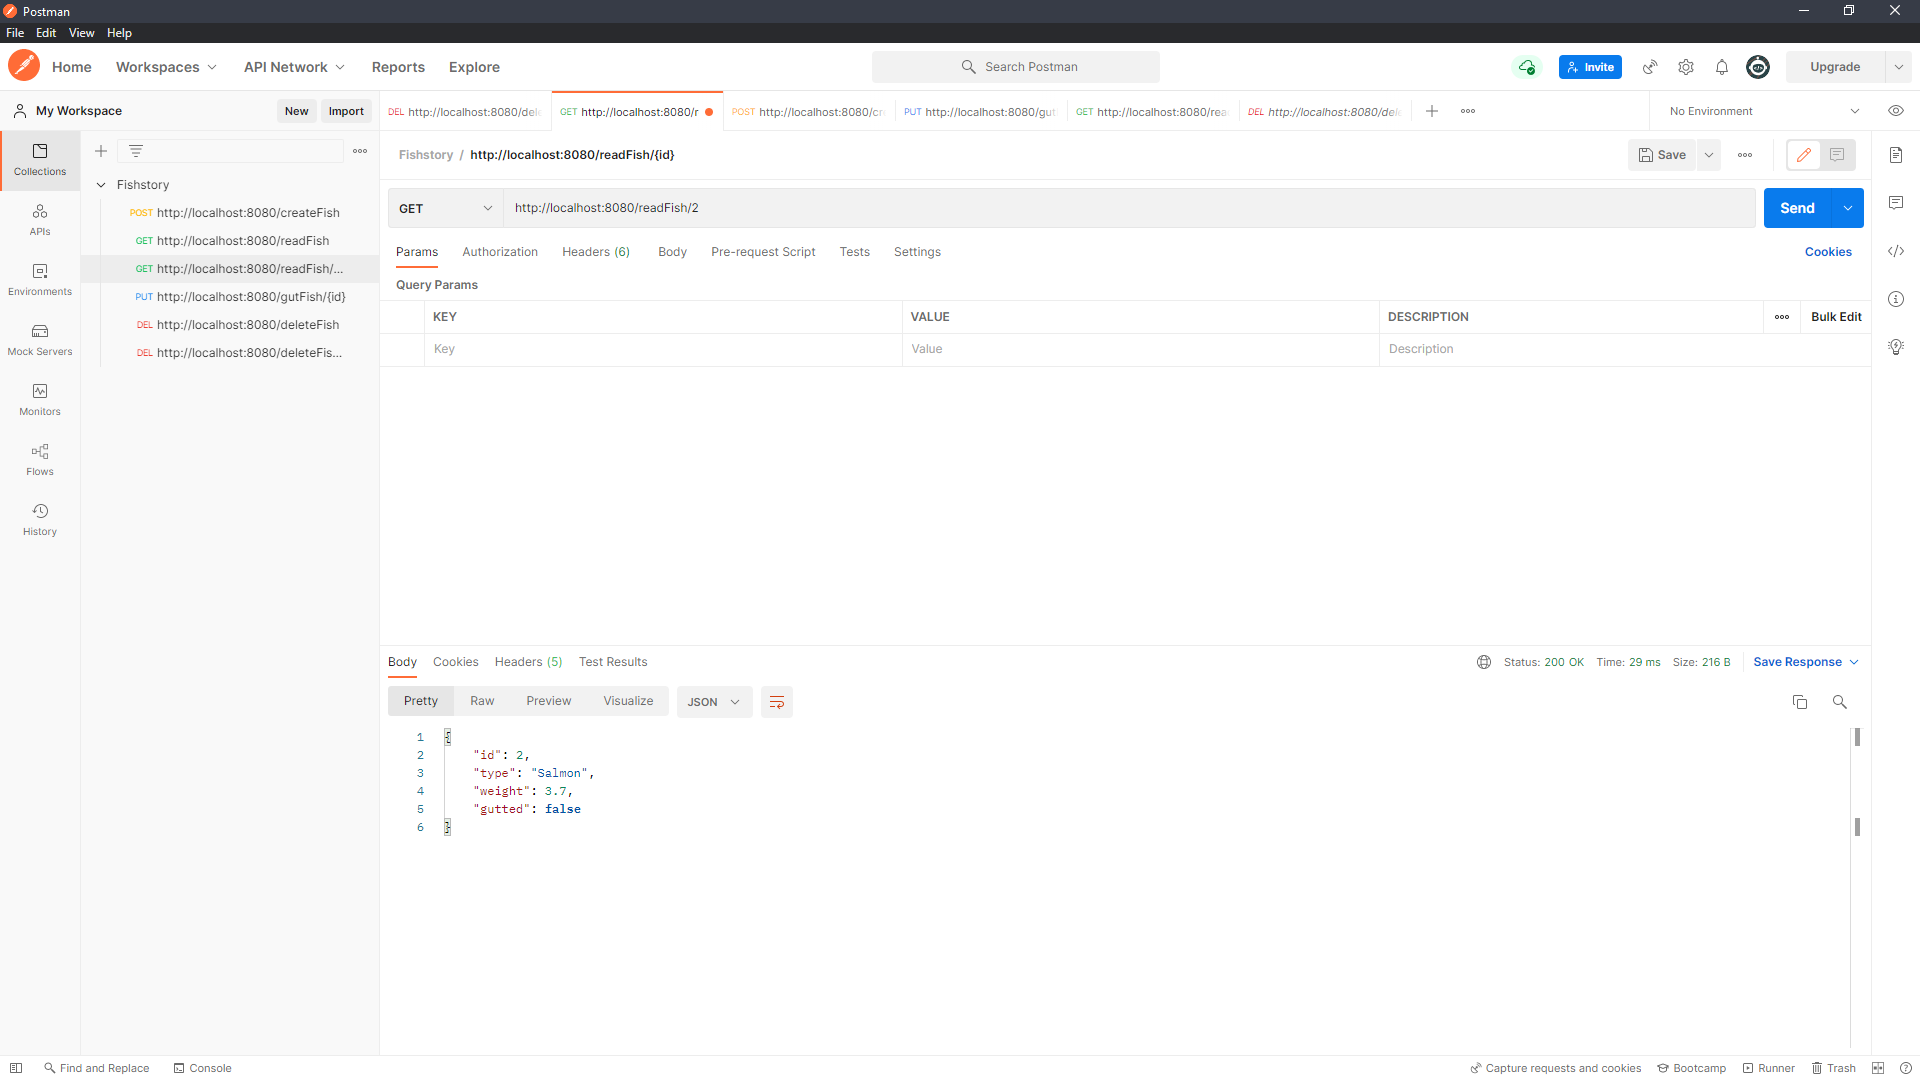 Postman
File Edit View Help
Home Workspaces API Network Reports Explore Search Postman Invite Upgrade
My Workspace New Import
DEL http://localhost:8080/dele GET http://localhost:8080/r POST http://localhost:8080/cr PUT http://localhost:8080/gut GET http://localhost:8080/rea DEL http://localhost:8080/dele No Environment
Collections
APIs
Environments
Mock Servers
Monitors
Flows
History
Fishstory
POST http://localhost:8080/createFish
GET http://localhost:8080/readFish
GET http://localhost:8080/readFish/...
PUT http://localhost:8080/gutFish/{id}
DEL http://localhost:8080/deleteFish
DEL http://localhost:8080/deleteFis...
Fishstory / http://localhost:8080/readFish/{id} Save
GET http://localhost:8080/readFish/2 Send
Params Authorization Headers (6) Body Pre-request Script Tests Settings Cookies
Query Params
KEY VALUE DESCRIPTION Bulk Edit
Key Value Description
Body Cookies Headers (5) Test Results Status: 200 OK Time: 29 ms Size: 216 B Save Response
Pretty Raw Preview Visualize JSON
1 {
2 "id": 2,
3 "type": "Salmon",
4 "weight": 3.7,
5 "gutted": false
6 }
Find and Replace Console Capture requests and cookies Bootcamp Runner Trash